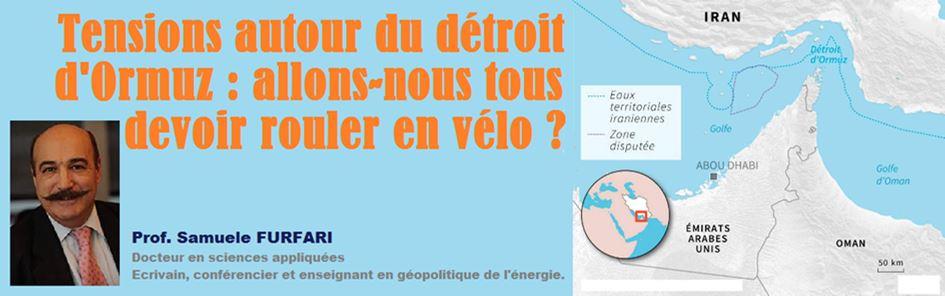 Tensions autour du détroit
d'Ormuz : allons-nous tous
devoir rouler en vélo ?
Prof. Samuele FURFARI
Docteur en sciences appliquées
Ecrivain, conférencier et enseignant en géopolitique de l'énergie.
IRAN
Détroit
d'Ormuz
Eaux
territoriales
iraniennes
Zone
disputée
Golfe
ABOU DHABI
Golfe
d'Oman
ÉMIRATS
ARABES
UNIS
OMAN
50 km